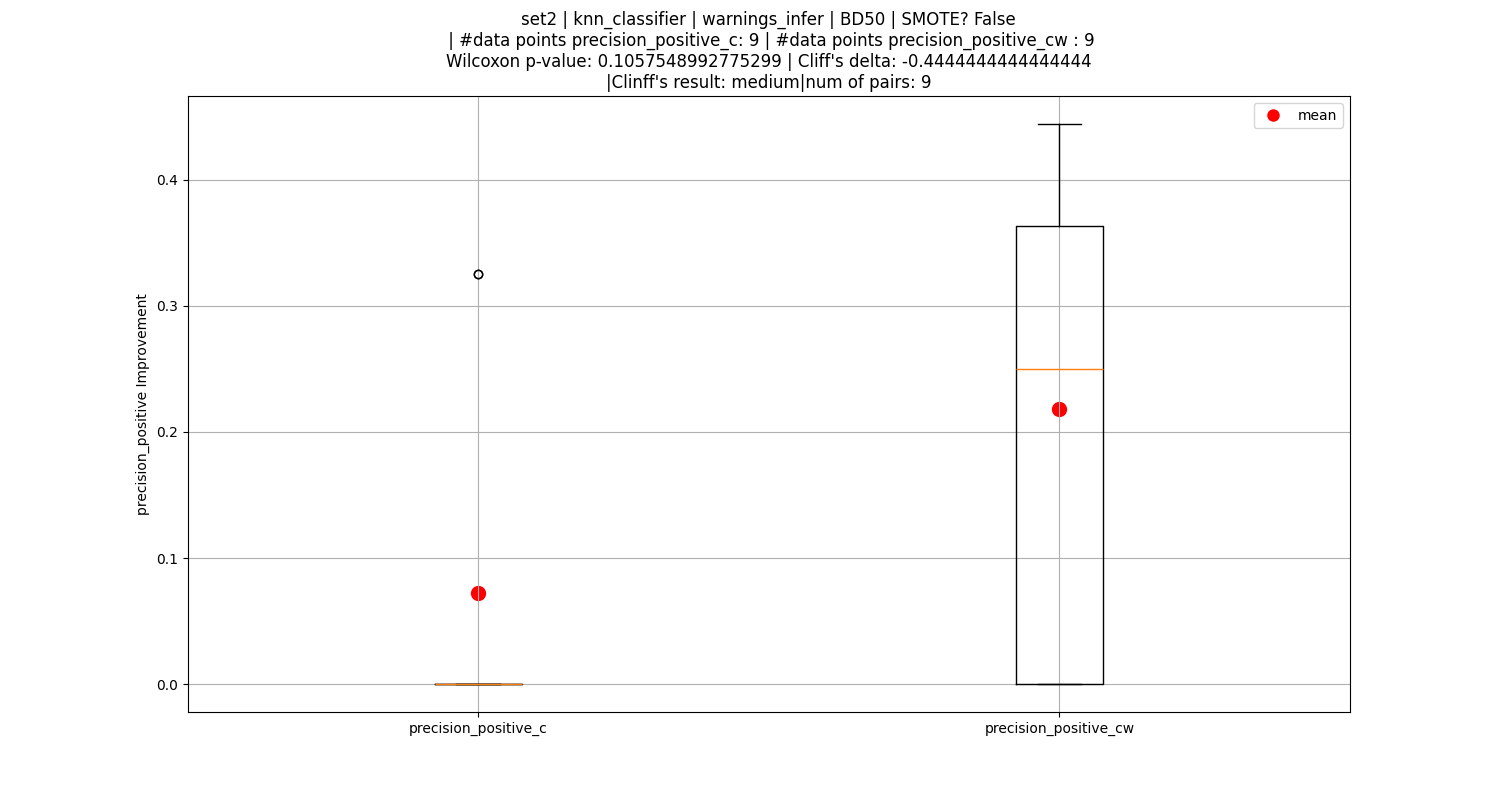 set2 | knn_classifier | warnings_infer | BD50 | SMOTE? False
| #data points precision_positive_c: 9 | #data points precision_positive_cw : 9
Wilcoxon p-value: 0.1057548992775299 | Cliff's delta: -0.4444444444444444
|Clinff's result: medium|num of pairs: 9
mean
0.4
0.3
0.2
0.1
0.0
precision_positive Improvement
precision_positive_c
precision_positive_cw